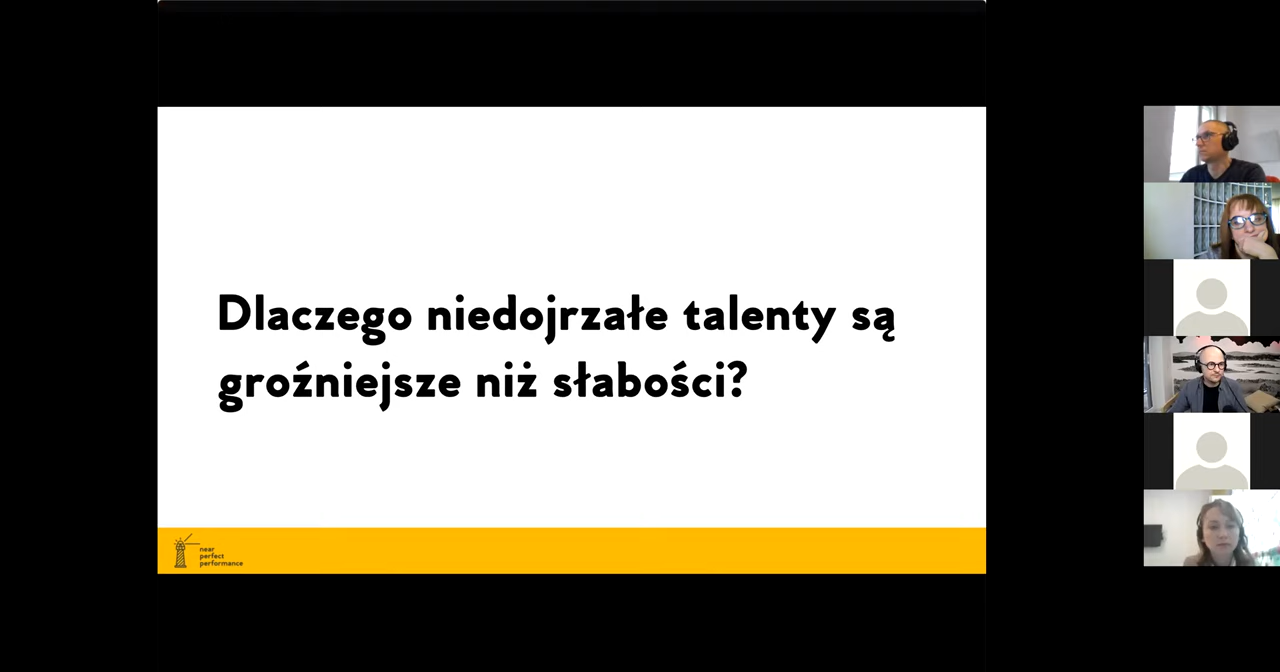 Dlaczego niedojrzałe talenty są
groźniejsze niż słabości?
near
perfect
performance